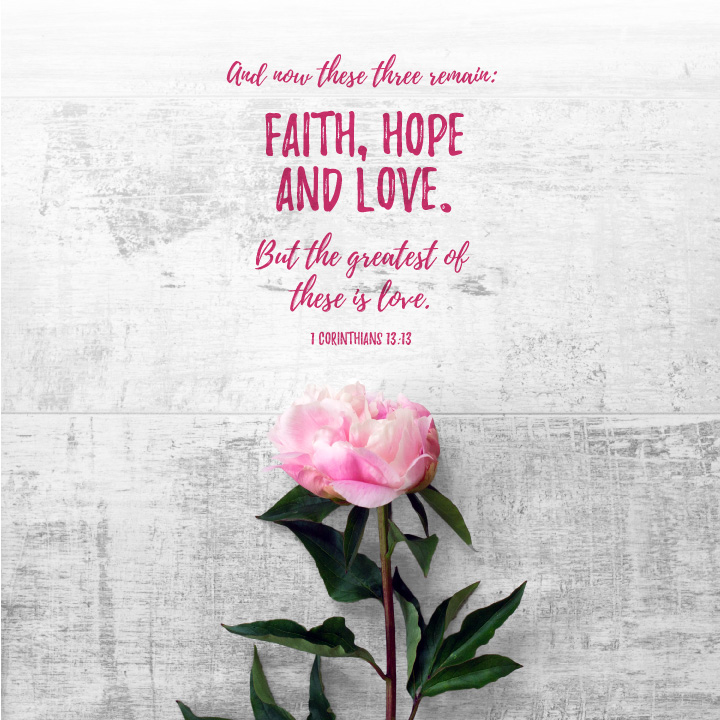 And now these three remain:
FAITH, HOPE
AND LOVE.
But the greatest of
these is love.
1 CORINTHIANS 13:13